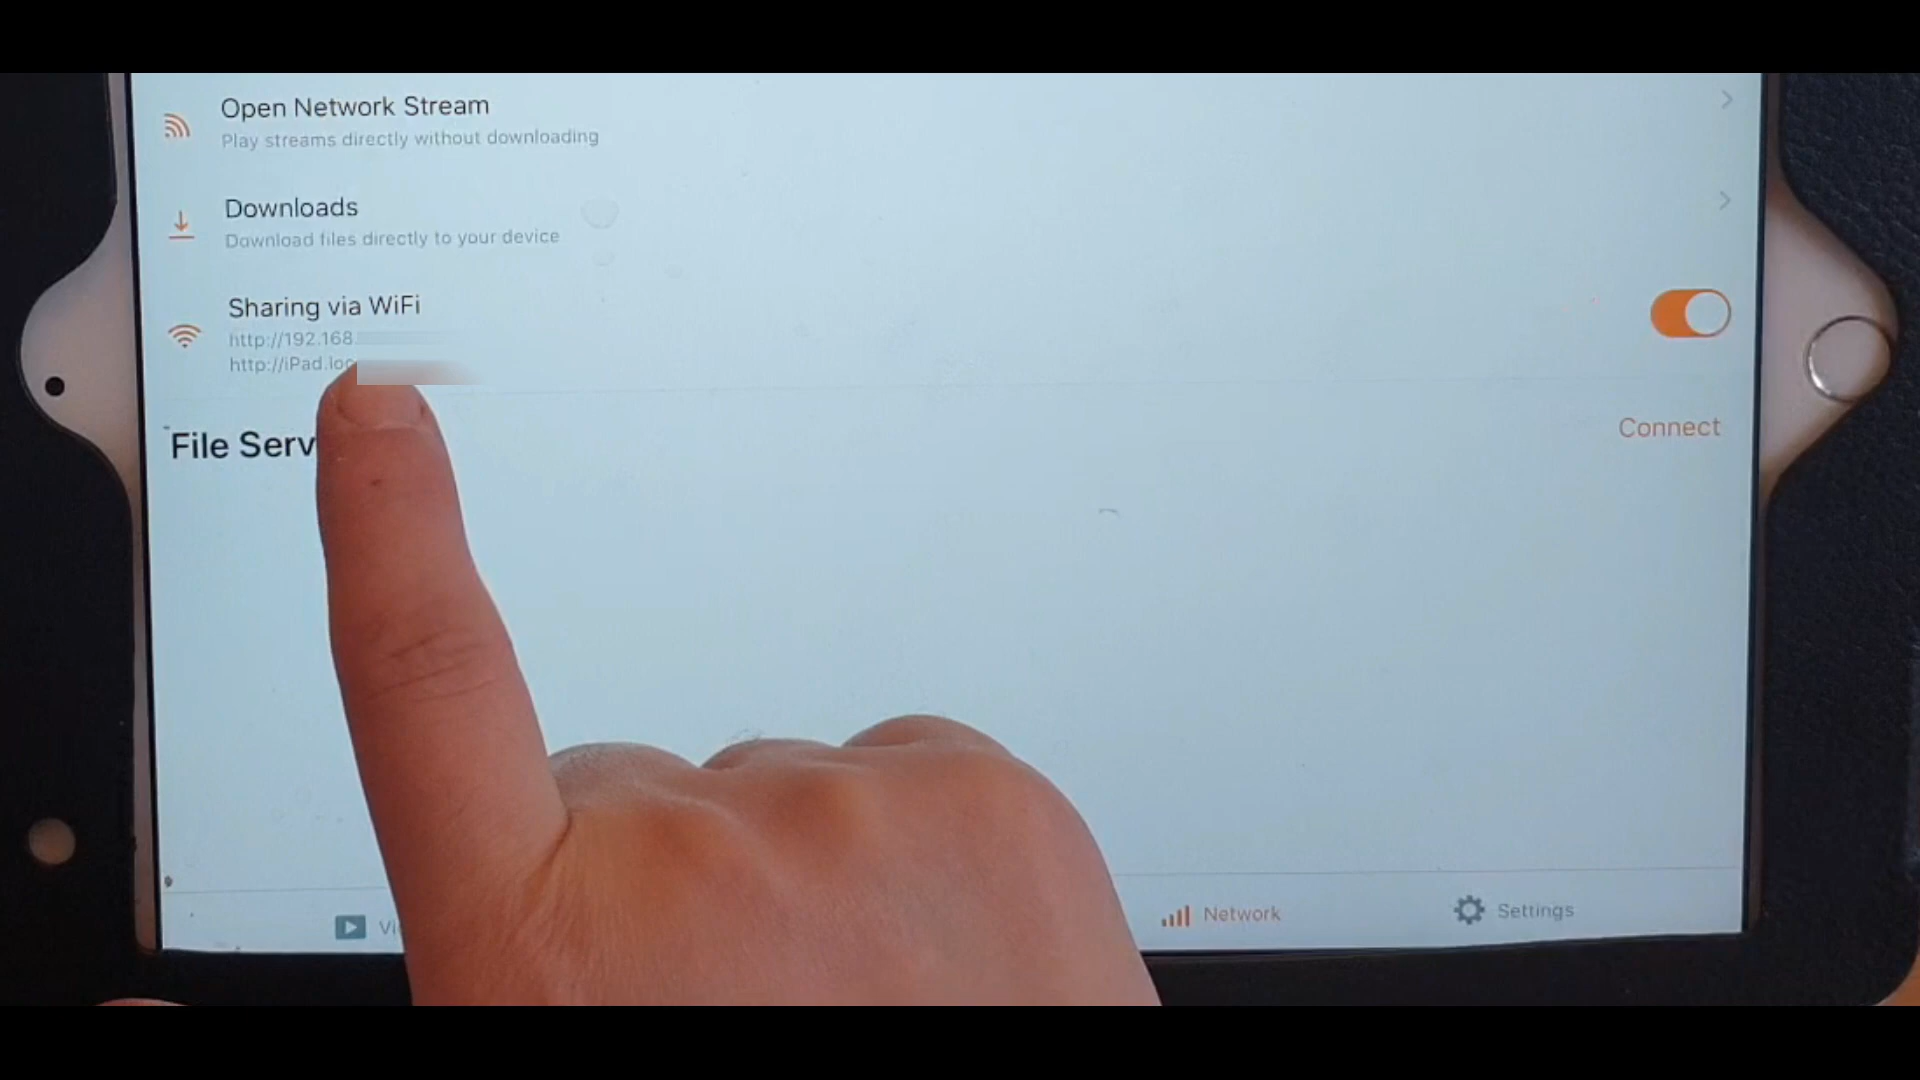 Open Network Stream
Play streams directly without downloading
Downloads
Download files directly to your device
Sharing via WiFi
http://192.168.
http://iPad.loc
File Serv
Connect
Network
Settings